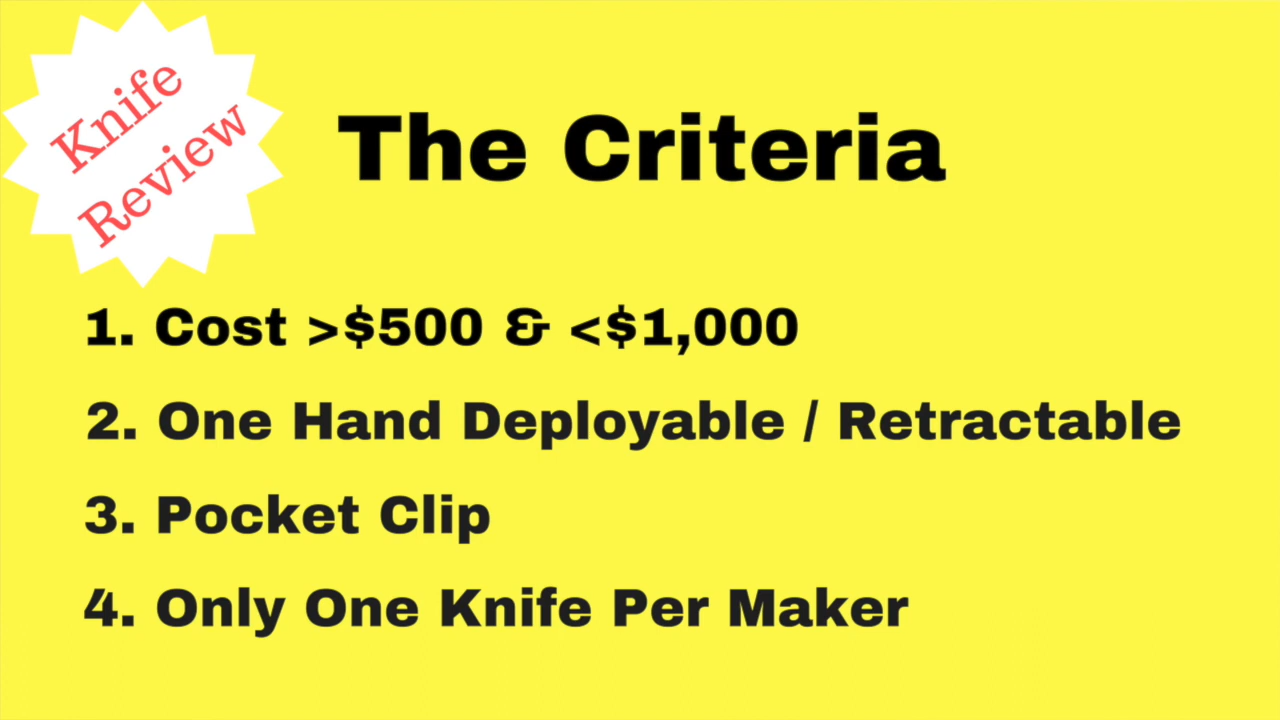 Knife
Review
The Criteria
1. Cost >$500 & <$1,000
2. One Hand Deployable / Retractable
3. Pocket Clip
4. Only One Knife Per Maker